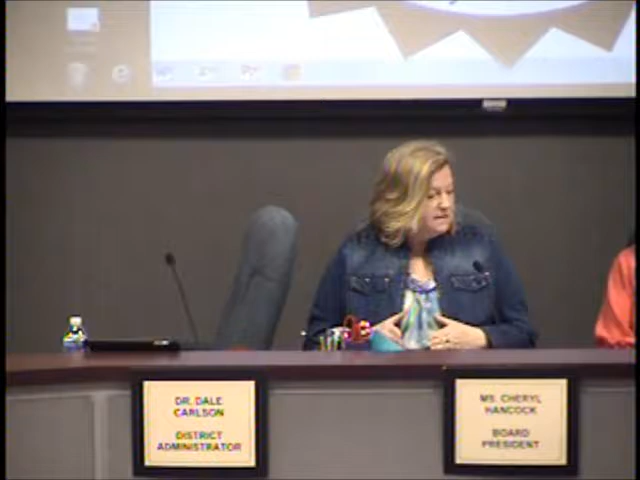 DR. DALE
CARLSON
DISTRICT
ADMINISTRATOR
MS. CHERYL
HANCOCK
BOARD
PRESIDENT